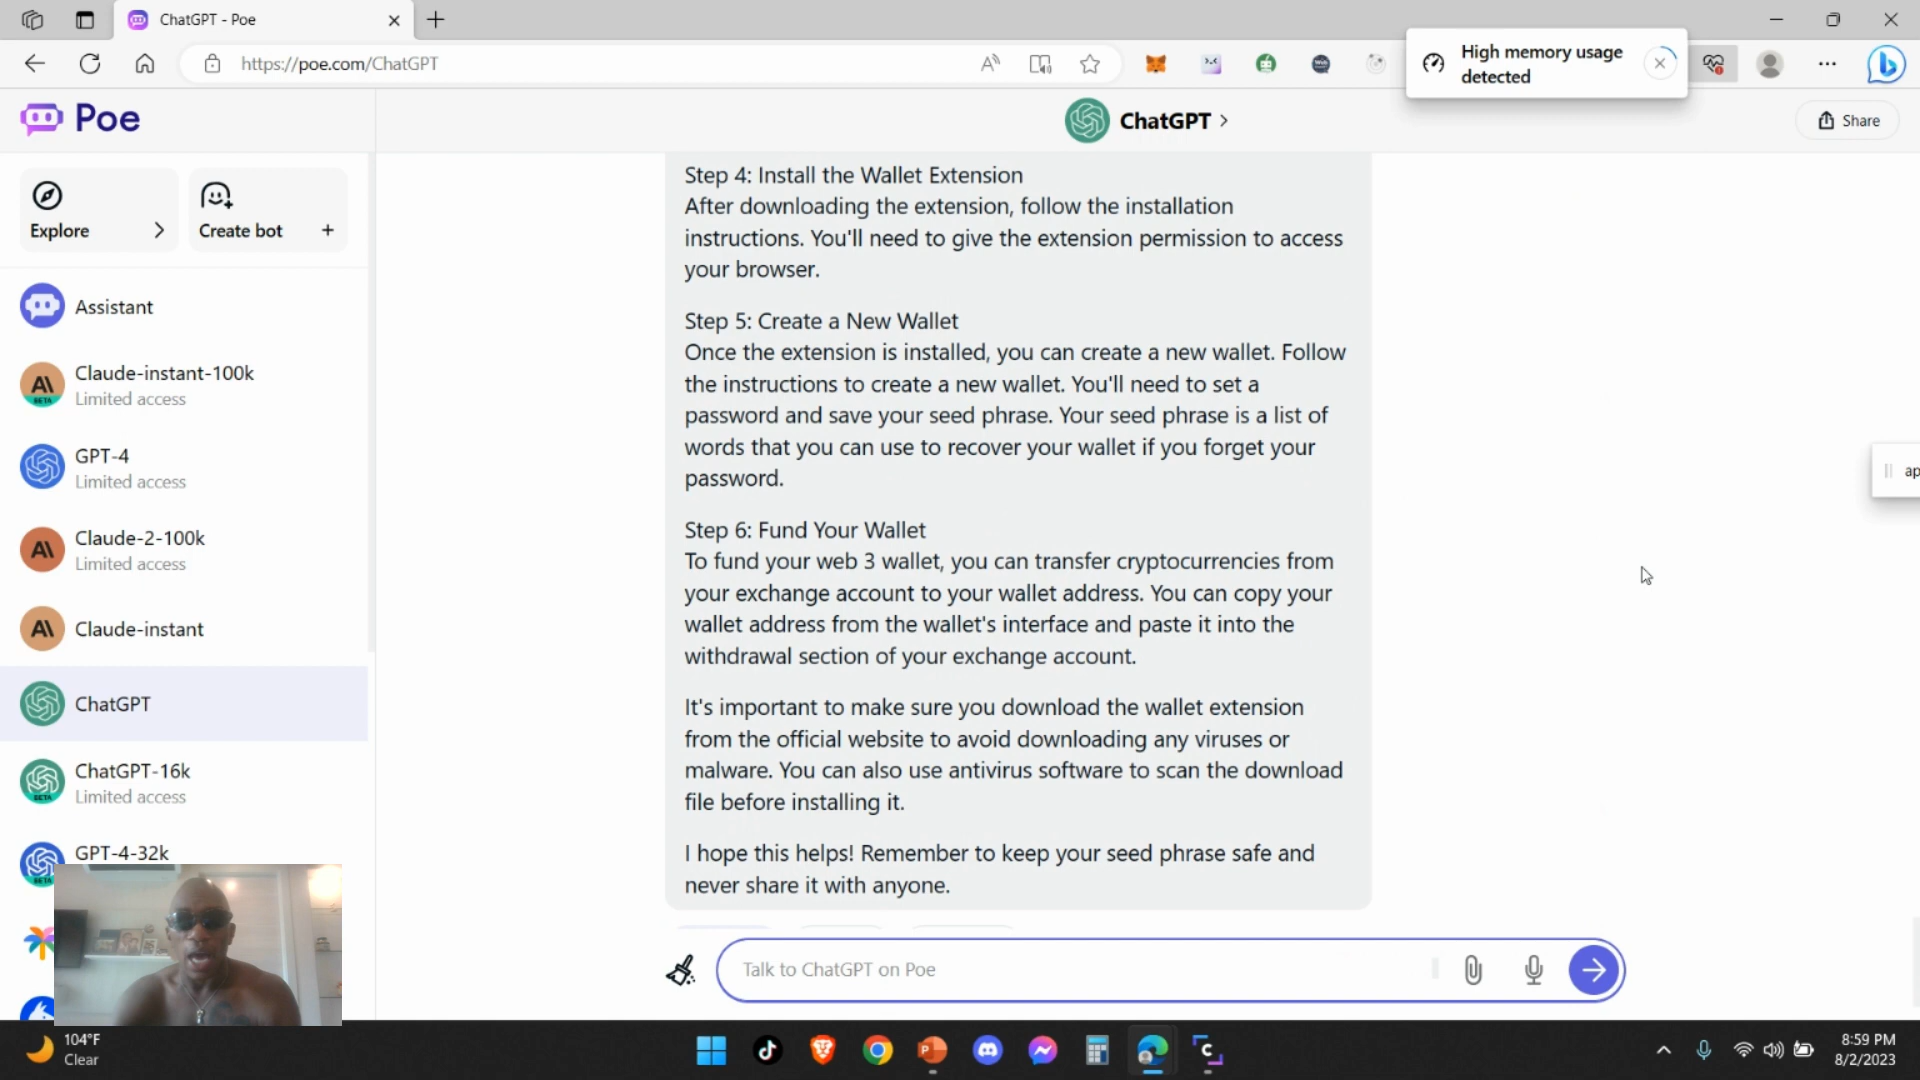 ChatGPT - Poe
https://poe.com/ChatGPT
High memory usage
detected
Poe
ChatGPT
Share
Explore
Create bot
Assistant
Claude-instant-100k
Limited access
GPT-4
Limited access
Claude-2-100k
Limited access
Claude-instant
ChatGPT
ChatGPT-16k
Limited access
GPT-4-32k
Step 4: Install the Wallet Extension
After downloading the extension, follow the installation
instructions. You'll need to give the extension permission to access
your browser.
Step 5: Create a New Wallet
Once the extension is installed, you can create a new wallet. Follow
the instructions to create a new wallet. You'll need to set a
password and save your seed phrase. Your seed phrase is a list of
words that you can use to recover your wallet if you forget your
password.
Step 6: Fund Your Wallet
To fund your web 3 wallet, you can transfer cryptocurrencies from
your exchange account to your wallet address. You can copy your
wallet address from the wallet's interface and paste it into the
withdrawal section of your exchange account.
It's important to make sure you download the wallet extension
from the official website to avoid downloading any viruses or
malware. You can also use antivirus software to scan the download
file before installing it.
I hope this helps! Remember to keep your seed phrase safe and
never share it with anyone.
ap
Talk to ChatGPT on Poe
104°F
Clear
8:59 PM
8/2/2023